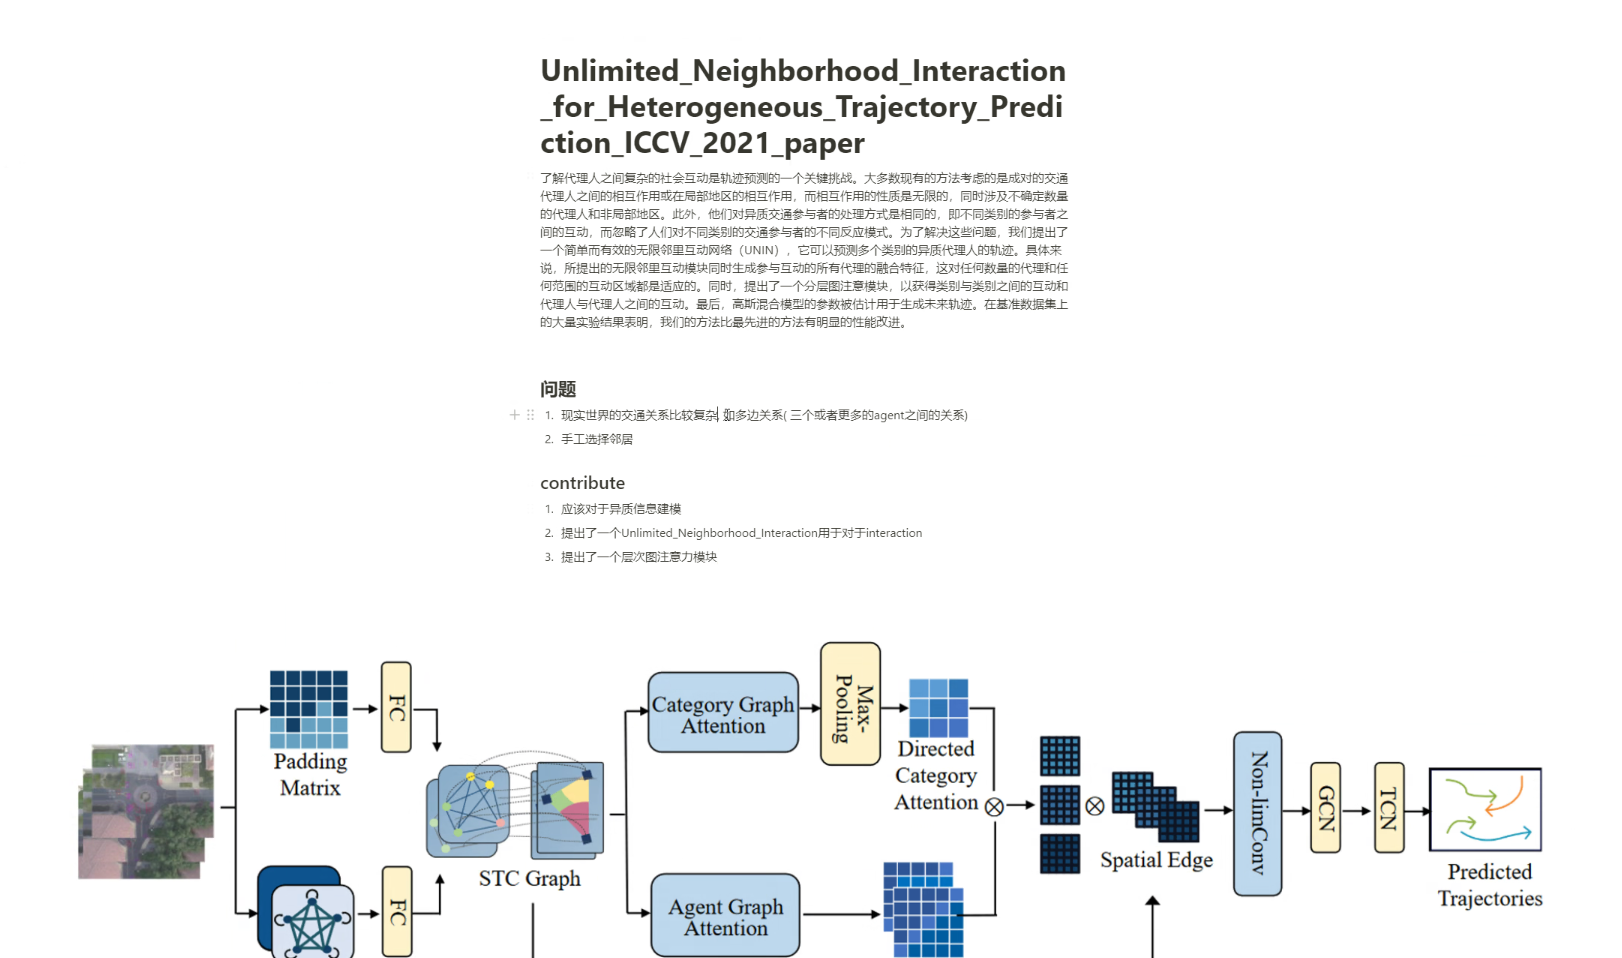 Unlimited_Neighborhood_Interaction
_for_Heterogeneous_Trajectory_Predi
ction_ICCV_2021_paper
了解代理人之间复杂的社会互动是轨迹预测的一个关键挑战。大多数现有的方法考虑的是成对的交通
代理人之间的相互作用或在局部地区的相互作用，而相互作用的性质是无限的，同时涉及不确定数量
的代理人和非局部地区。此外，他们对异质交通参与者的处理方式是相同的，即不同类别的参与者之
间的互动，而忽略了人们对不同类别的交通参与者的不同反应模式。为了解决这些问题，我们提出了
一个简单而有效的无限邻里互动网络（UNIN），它可以预测多个类别的异质代理人的轨迹。具体来
说，所提出的无限邻里互动模块同时生成参与互动的所有代理的融合特征，这对任何数量的代理和任
何范围的互动区域都是适应的。同时，提出了一个分层图注意模块，以获得类别与类别之间的互动和
代理人与代理人之间的互动。最后，高斯混合模型的参数被估计用于生成未来轨迹。在基准数据集上
的大量实验结果表明，我们的方法比最先进的方法有明显的性能改进。
问题
1. 现实世界的交通关系比较复杂 如多边关系( 三个或者更多的agent之间的关系)
2. 手工选择邻居
contribute
1. 应该对于异质信息建模
2. 提出了一个Unlimited_Neighborhood_Interaction用于对于interaction
3. 提出了一个层次图注意力模块
Padding
Matrix
FC
FC
STC Graph
Category Graph
Attention
Max-
Pooling
Directed
Category
Attention
Agent Graph
Attention
Spatial Edge
Non-limConv
GCN
TCN
Predicted
Trajectories